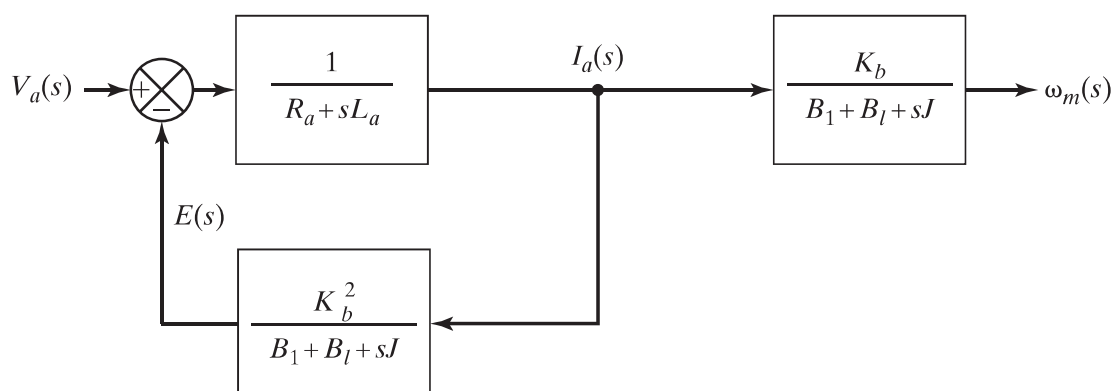 V_a(s)
+
−
1
R_a + sL_a
I_a(s)
K_b
B_1 + B_l + sJ
ω_m(s)
E(s)
K_b^2
B_1 + B_l + sJ